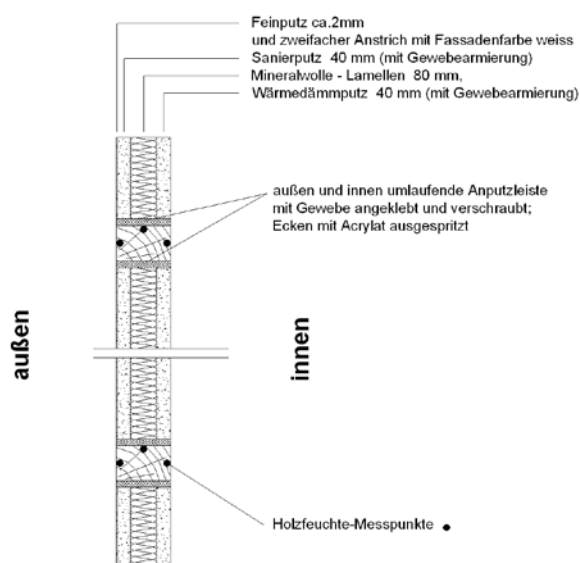 Feinputz ca.2mm
und zweifacher Anstrich mit Fassadenfarbe weiss
Sanierputz 40 mm (mit Gewebearmierung)
Mineralwolle - Lamellen 80 mm,
Wärmedämmputz 40 mm (mit Gewebearmierung)
außen und innen umlaufende Anputzleiste
mit Gewebe angeklebt und verschraubt;
Ecken mit Acrylat ausgespritzt
außen
innen
Holzfeuchte-Messpunkte